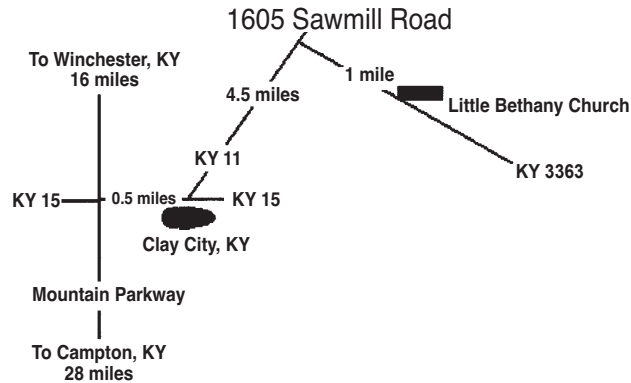 1605 Sawmill Road
To Winchester, KY
16 miles
1 mile
4.5 miles
Little Bethany Church
KY 11
KY 3363
KY 15
0.5 miles
KY 15
Clay City, KY
Mountain Parkway
To Campton, KY
28 miles